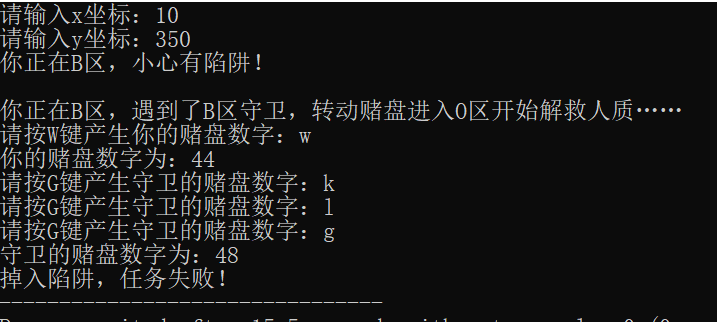 请输入x坐标：10
请输入y坐标：350
你正在B区，小心有陷阱！
你正在B区，遇到了B区守卫，转动赌盘进入O区开始解救人质……
请按W键产生你的赌盘数字：w
你的赌盘数字为：44
请按G键产生守卫的赌盘数字：k
请按G键产生守卫的赌盘数字：l
请按G键产生守卫的赌盘数字：g
守卫的赌盘数字为：48
掉入陷阱，任务失败！
--------------------------------